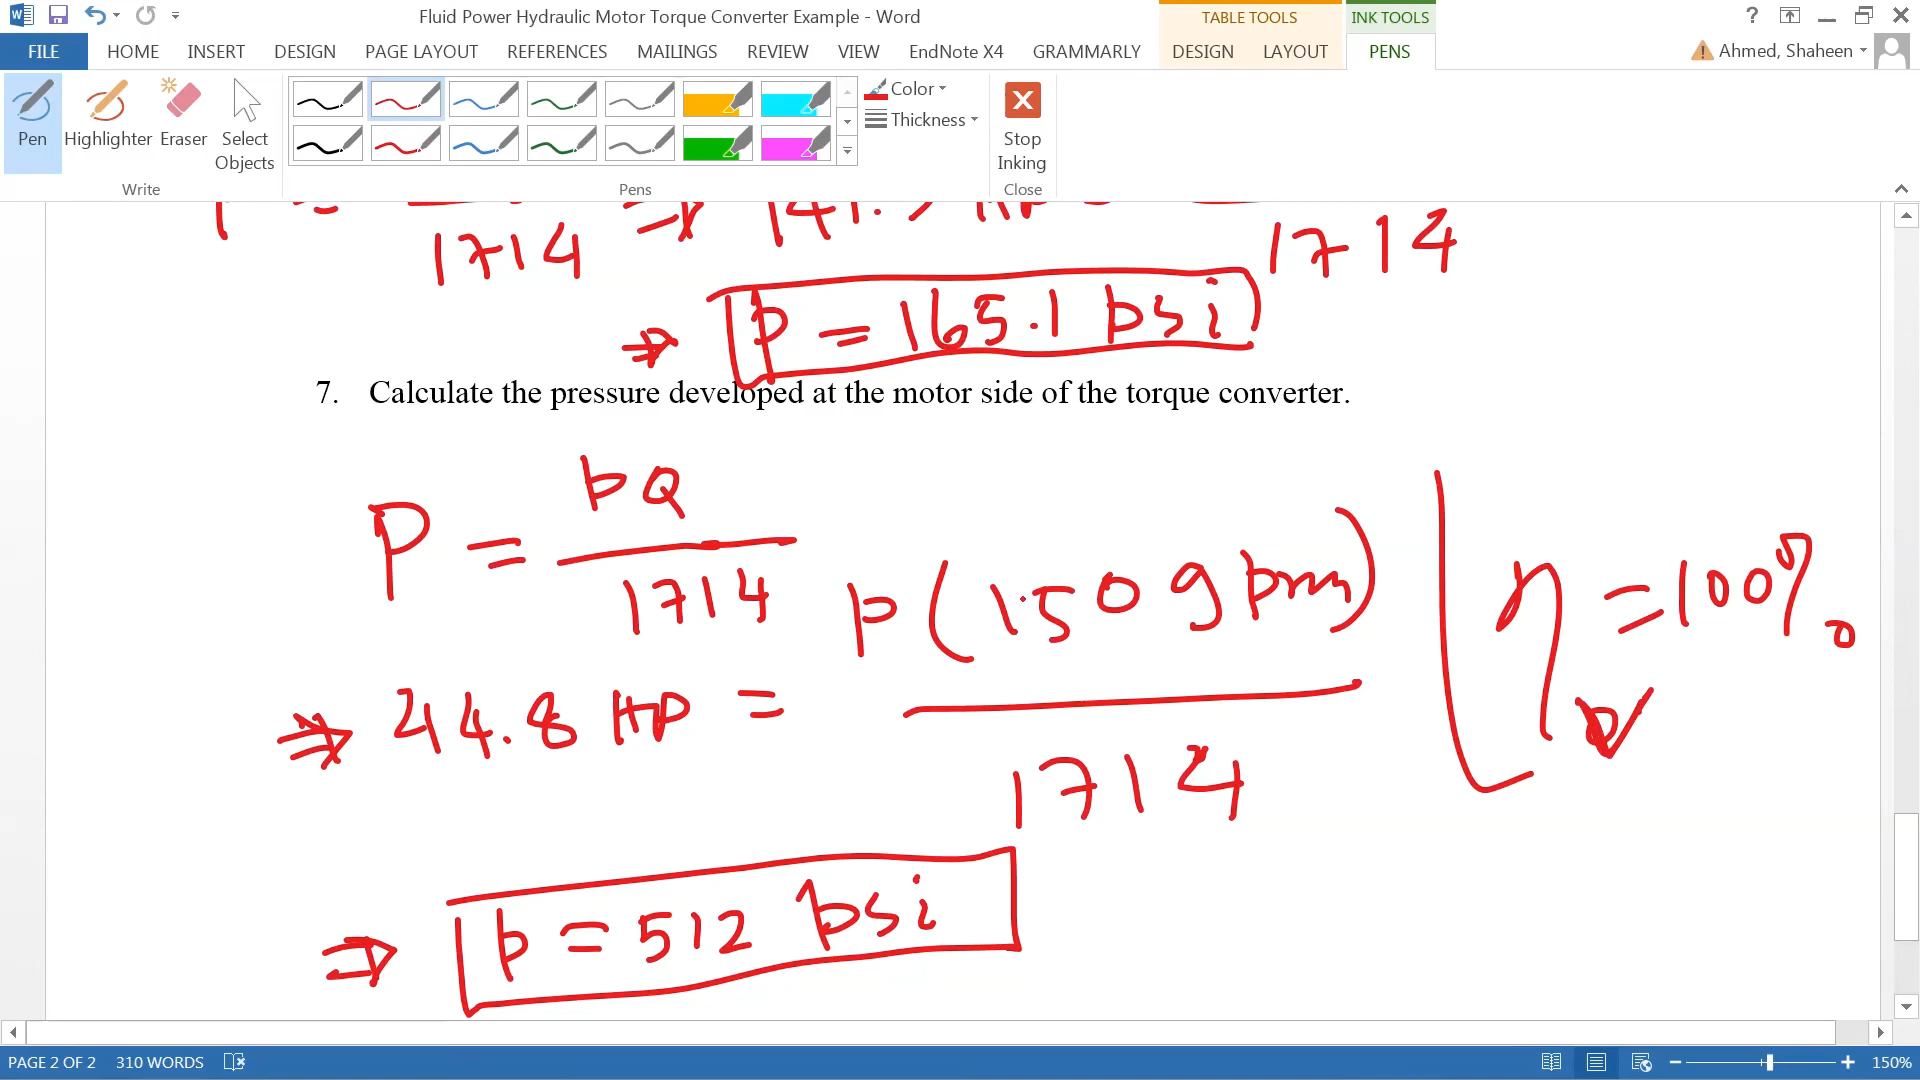 Fluid Power Hydraulic Motor Torque Converter Example - Word
TABLE TOOLS
INK TOOLS
FILE HOME INSERT DESIGN PAGE LAYOUT REFERENCES MAILINGS REVIEW VIEW EndNote X4 GRAMMARLY DESIGN LAYOUT PENS
Ahmed, Shaheen
Pen
Highlighter
Eraser
Select Objects
Color
Thickness
Stop Inking
Write
Pens
Close
1714
1714
⇒ p = 165.1 psi
7. Calculate the pressure developed at the motor side of the torque converter.
P = pQ / 1714
η = 100%
⇒ 44.8 HP = p(150 gpm) / 1714
⇒ p = 512 psi
PAGE 2 OF 2 310 WORDS
150%